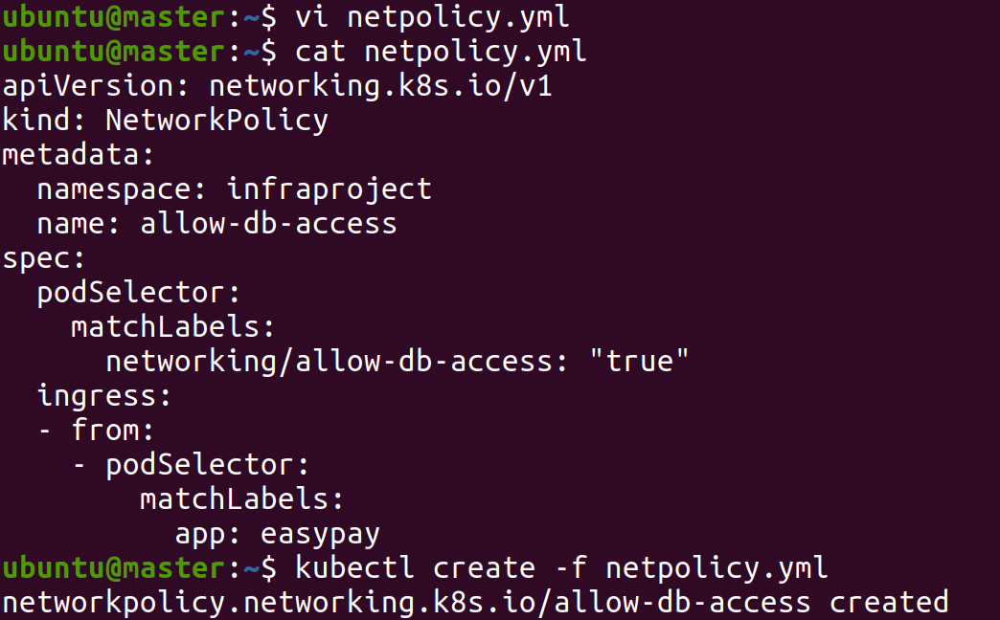 ubuntu@master:~$ vi netpolicy.yml
ubuntu@master:~$ cat netpolicy.yml
apiVersion: networking.k8s.io/v1
kind: NetworkPolicy
metadata:
  namespace: infraproject
  name: allow-db-access
spec:
  podSelector:
    matchLabels:
      networking/allow-db-access: "true"
  ingress:
  - from:
    - podSelector:
        matchLabels:
          app: easypay
ubuntu@master:~$ kubectl create -f netpolicy.yml
networkpolicy.networking.k8s.io/allow-db-access created